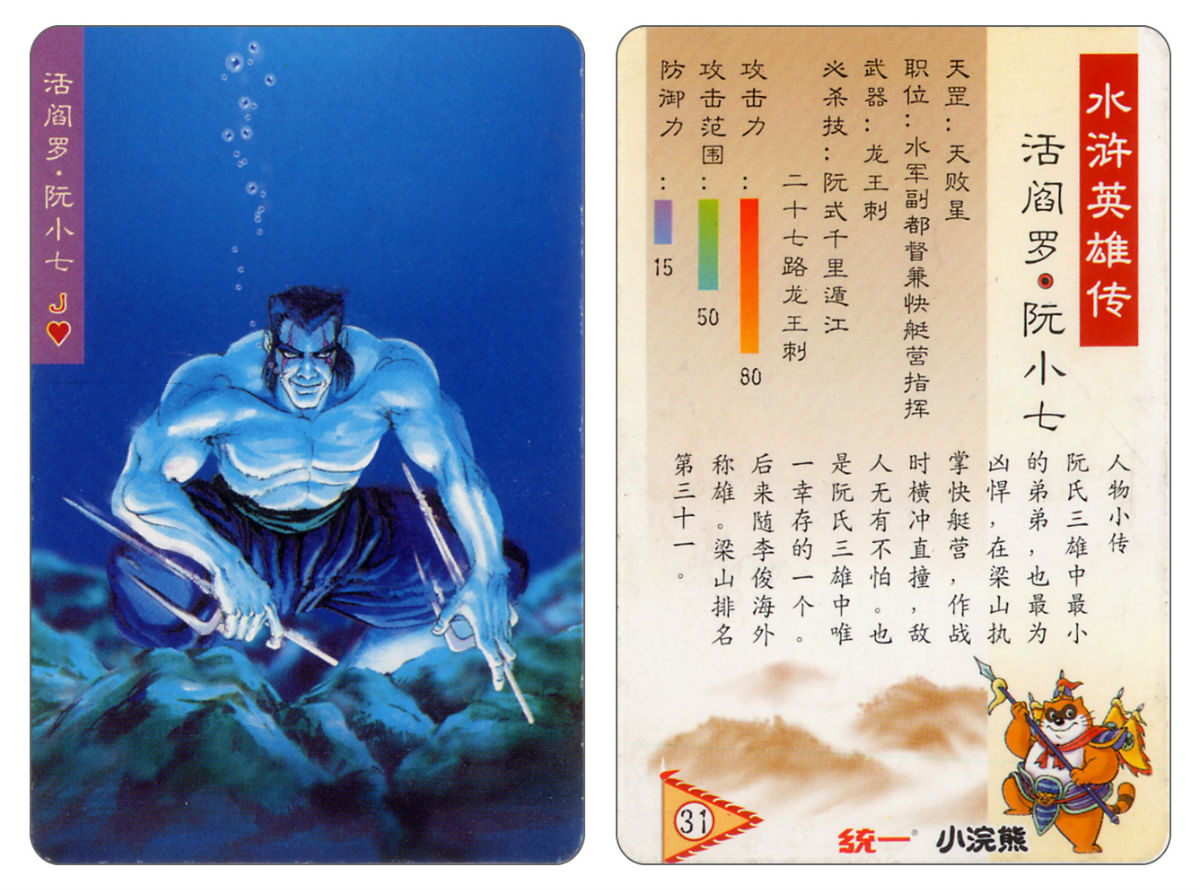 活阎罗·阮小七
J
水浒英雄传
活阎罗·阮小七
天罡：天败星
职位：水军副都督兼快艇营指挥
武器：龙王刺
必杀技：阮式千里遁江
二十七路龙王刺
攻击力：
80
攻击范围：
50
防御力：
15
人物小传
阮氏三雄中最小
的弟弟，也最为
凶悍，在梁山执
掌快艇营，作战
时横冲直撞，敌
人无有不怕。也
是阮氏三雄中唯
一幸存的一个。
后来随李俊海外
称雄。梁山排名
第三十一。
31
统一® 小浣熊